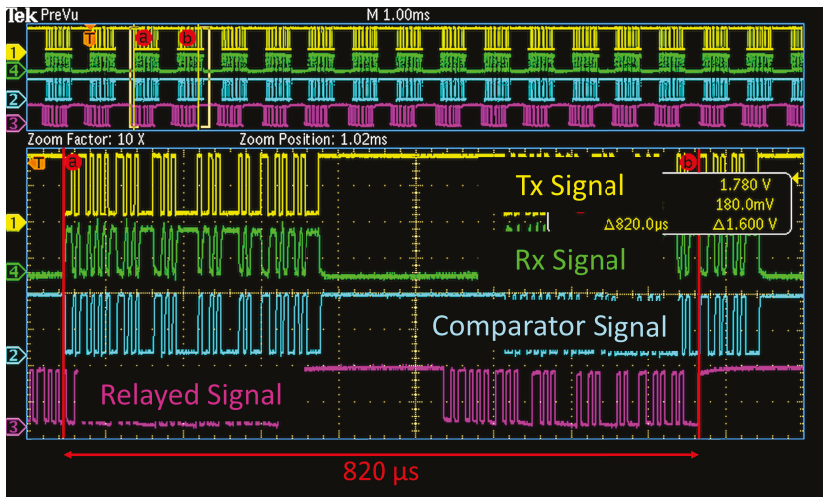 Tek PreVu M 1.00ms
T a b
1
4
2
3
Zoom Factor: 10 X Zoom Position: 1.02ms
T a b
Tx Signal 1.780 V
180.0mV
1 Δ820.0µs Δ1.600 V
Rx Signal
4
Comparator Signal
2
Relayed Signal
3
820 µs